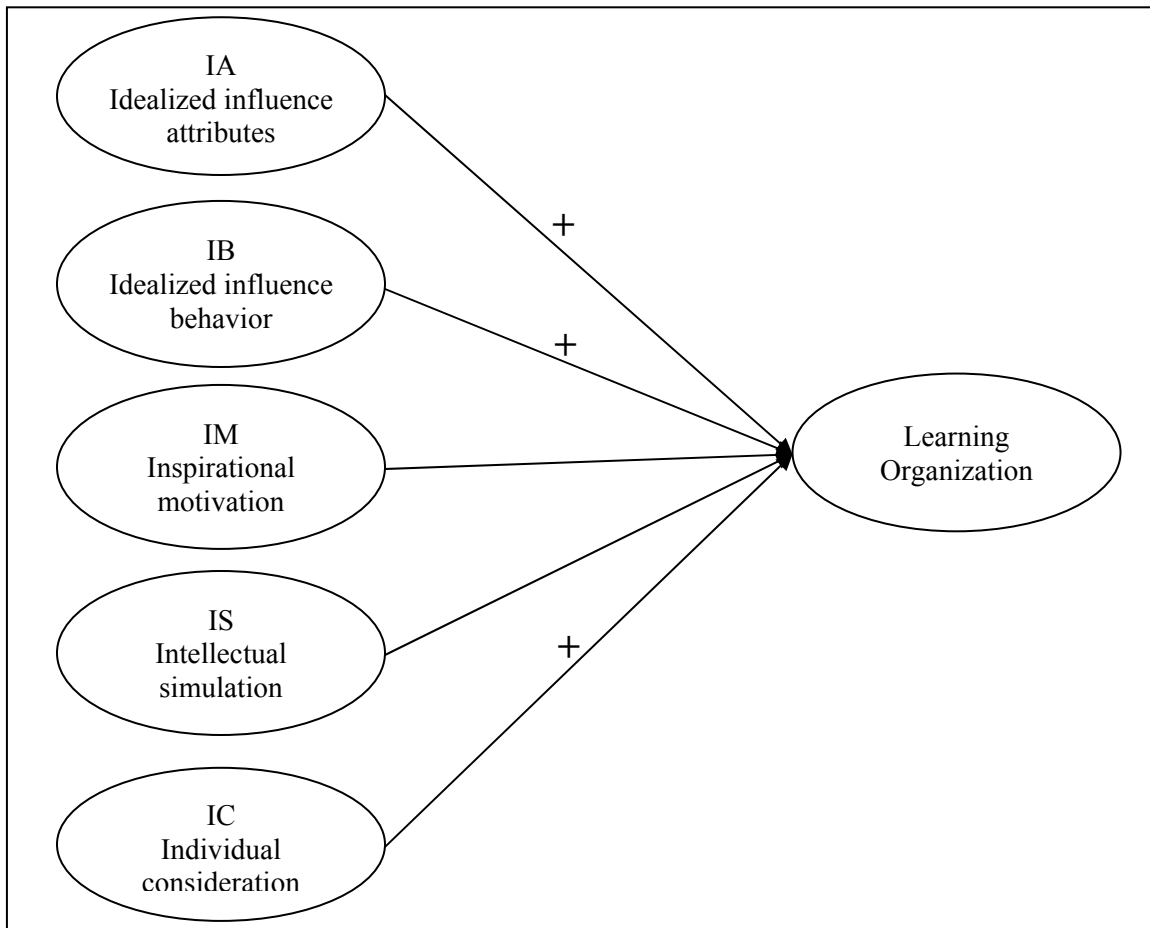 IA
Idealized influence
attributes
+
IB
Idealized influence
behavior
+
IM
Inspirational
motivation
Learning
Organization
IS
Intellectual
simulation
+
IC
Individual
consideration